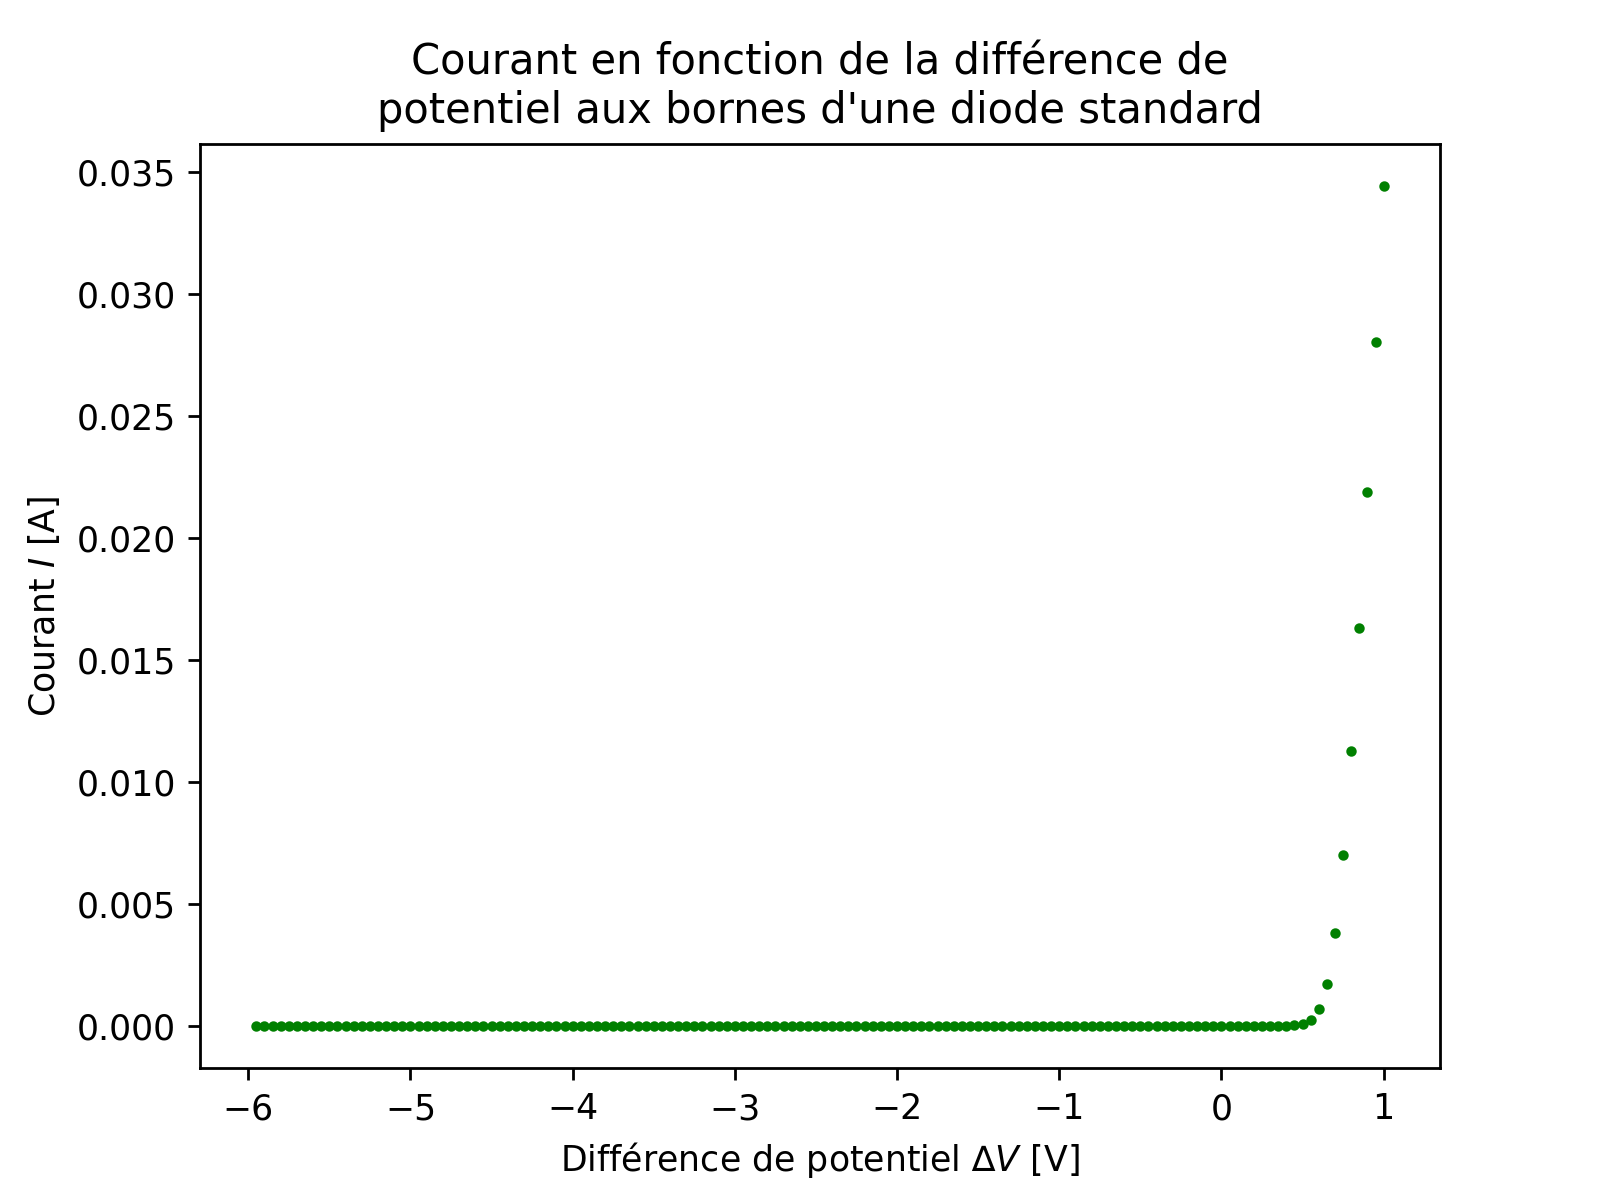 Courant en fonction de la différence de
potentiel aux bornes d'une diode standard
0.035
0.030
0.025
0.020
0.015
0.010
0.005
0.000
Courant I [A]
−6 −5 −4 −3 −2 −1 0 1
Différence de potentiel ΔV [V]